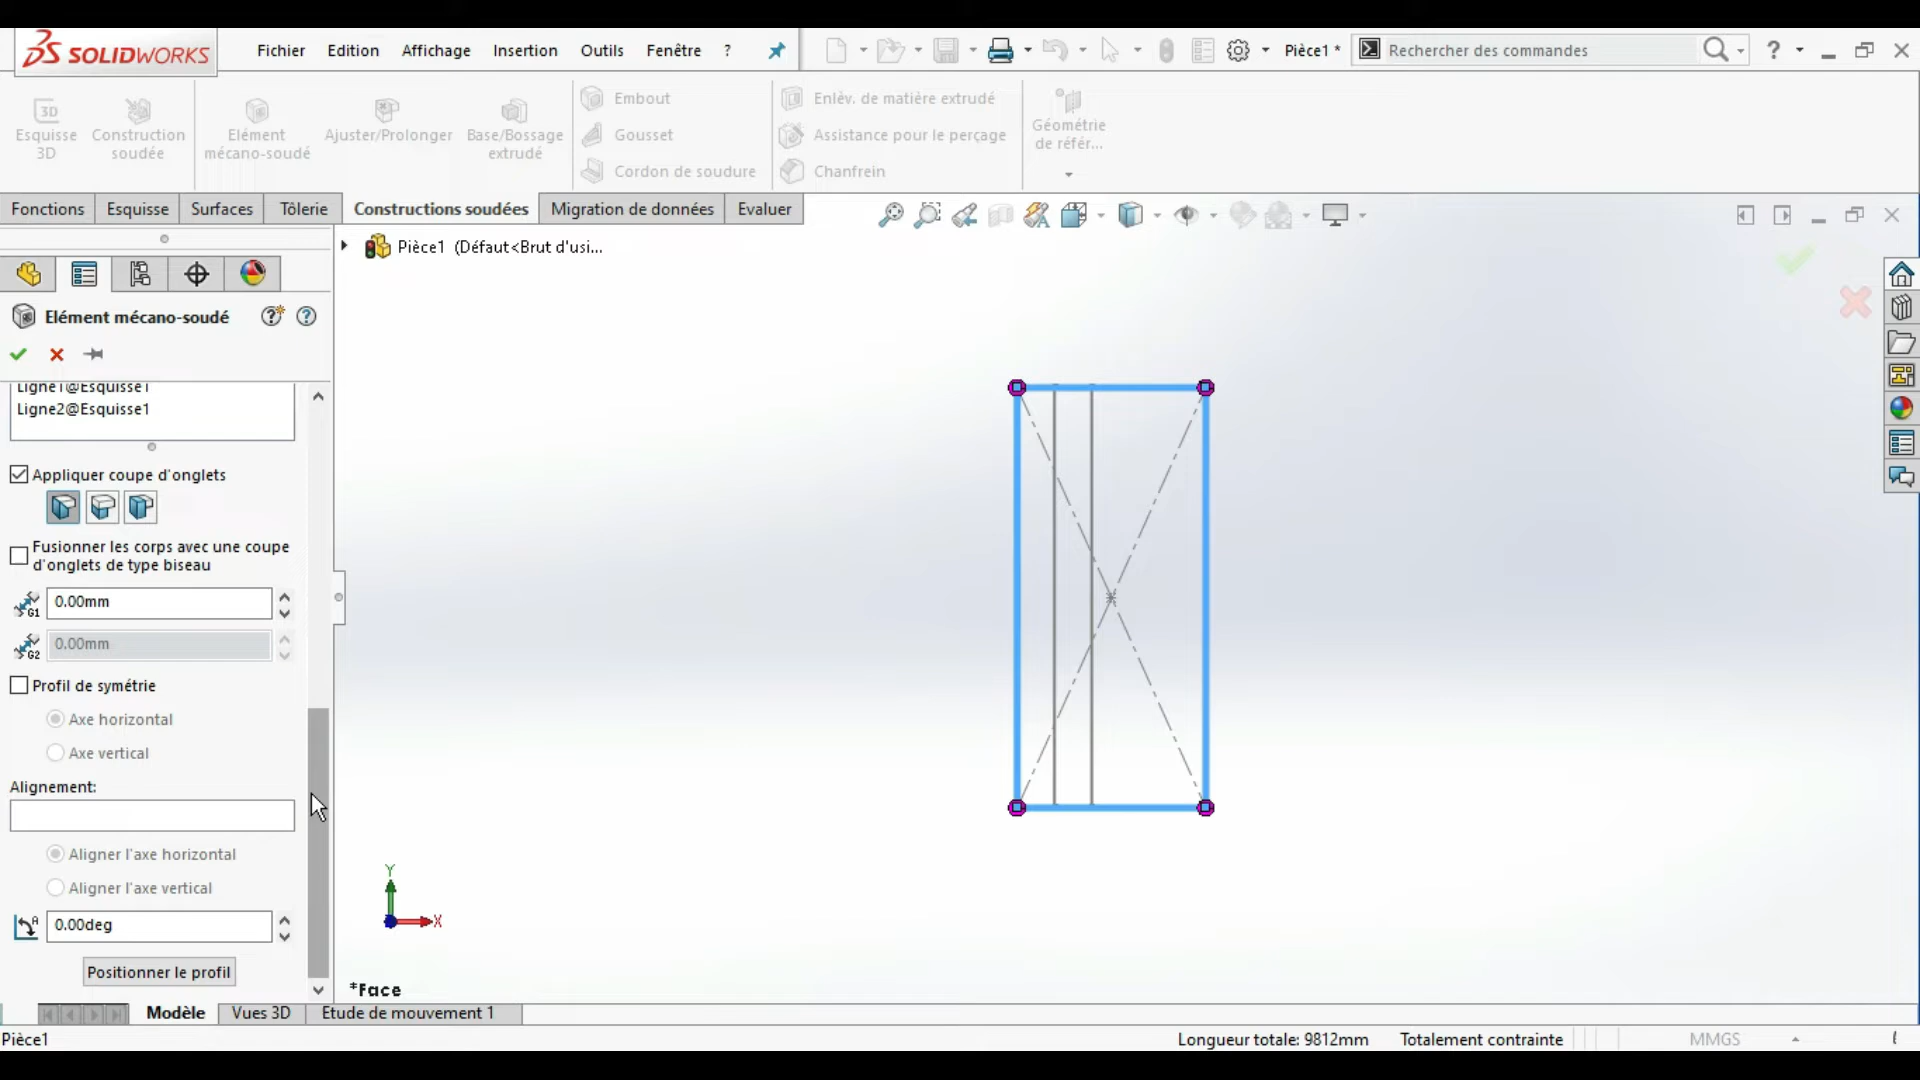 SOLIDWORKS
Fichier Edition Affichage Insertion Outils Fenêtre ?
Pièce1 *
Rechercher des commandes
?
3D
Esquisse
3D
Construction
soudée
Elément
mécano-soudé
Ajuster/Prolonger
Base/Bossage
extrudé
Embout
Gousset
Cordon de soudure
Enlèv. de matière extrudé
Assistance pour le perçage
Chanfrein
Géométrie
de référ...
Fonctions Esquisse Surfaces Tôlerie Constructions soudées Migration de données Evaluer
Pièce1 (Défaut<Brut d'usi...
Elément mécano-soudé
Ligne1@Esquisse1
Ligne2@Esquisse1
Appliquer coupe d'onglets
Fusionner les corps avec une coupe
d'onglets de type biseau
G1 0.00mm
G2 0.00mm
Profil de symétrie
Axe horizontal
Axe vertical
Alignement:
Aligner l'axe horizontal
Aligner l'axe vertical
0.00deg
Positionner le profil
Y
X
*Face
Modèle Vues 3D Etude de mouvement 1
Pièce1
Longueur totale: 9812mm Totalement contrainte MMGS